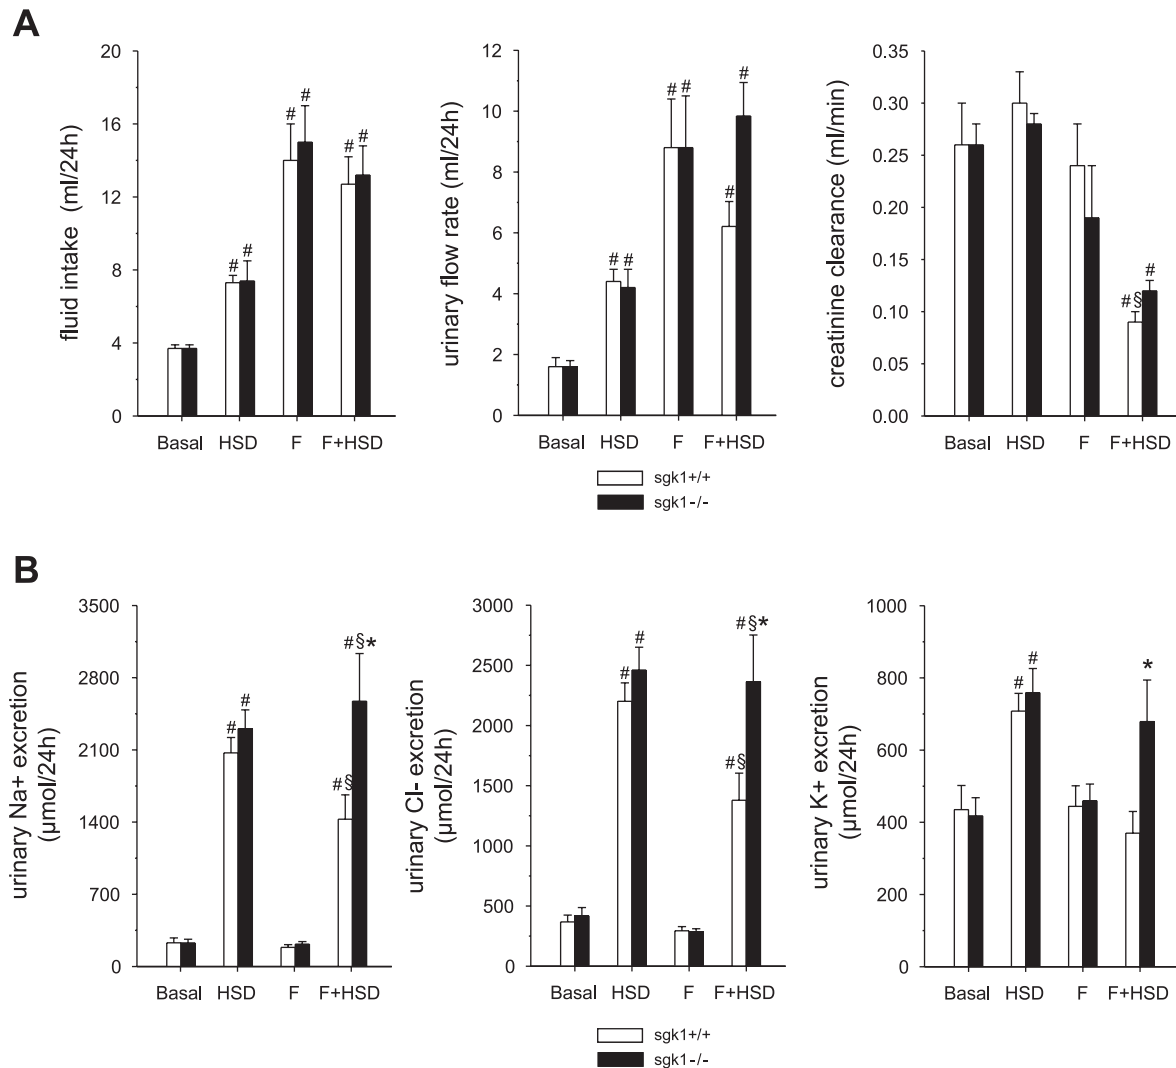 A
fluid intake (ml/24h)
20
16
12
8
4
0
# # # # # #
Basal HSD F F+HSD
urinary flow rate (ml/24h)
12
10
8
6
4
2
0
# # # # # #
Basal HSD F F+HSD
creatinine clearance (ml/min)
0.35
0.30
0.25
0.20
0.15
0.10
0.05
0.00
#§ #
Basal HSD F F+HSD
sgk1+/+
sgk1-/-
B
urinary Na+ excretion
(µmol/24h)
3500
2800
2100
1400
700
0
# # #§ #§*
Basal HSD F F+HSD
urinary Cl- excretion
(µmol/24h)
3000
2500
2000
1500
1000
500
0
# # #§ #§*
Basal HSD F F+HSD
urinary K+ excretion
(µmol/24h)
1000
800
600
400
200
0
# # *
Basal HSD F F+HSD
sgk1+/+
sgk1-/-